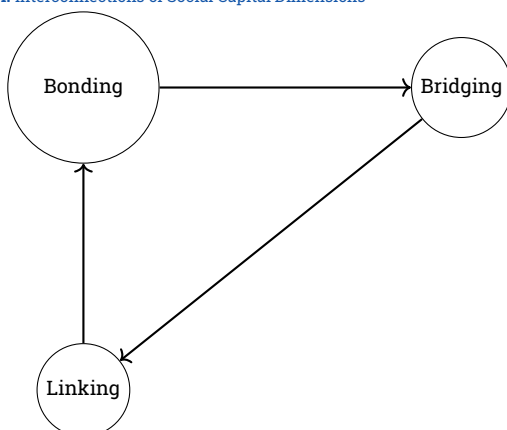 Interconnections of Social Capital Dimensions
Bonding
Bridging
Linking